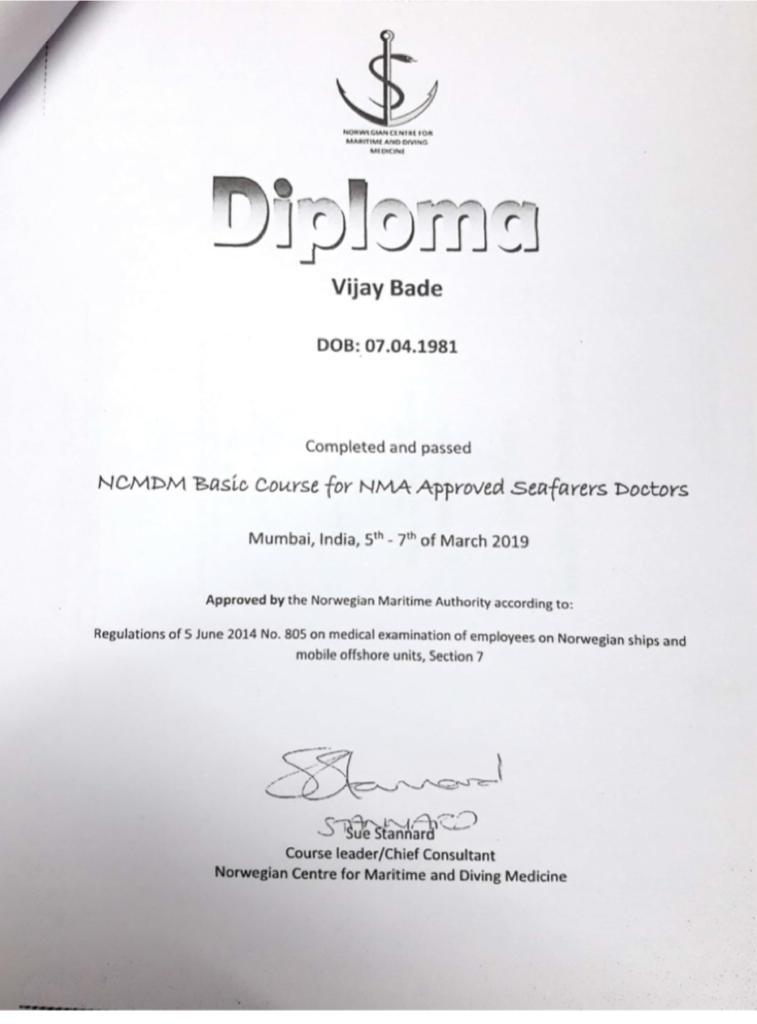 NORWEGIAN CENTRE FOR
MARITIME AND DIVING
MEDICINE
Diploma
Vijay Bade
DOB: 07.04.1981
Completed and passed
NCMDM Basic Course for NMA Approved Seafarers Doctors
Mumbai, India, 5th - 7th of March 2019
Approved by the Norwegian Maritime Authority according to:
Regulations of 5 June 2014 No. 805 on medical examination of employees on Norwegian ships and
mobile offshore units, Section 7
SStannard
STANNARD
Sue Stannard
Course leader/Chief Consultant
Norwegian Centre for Maritime and Diving Medicine